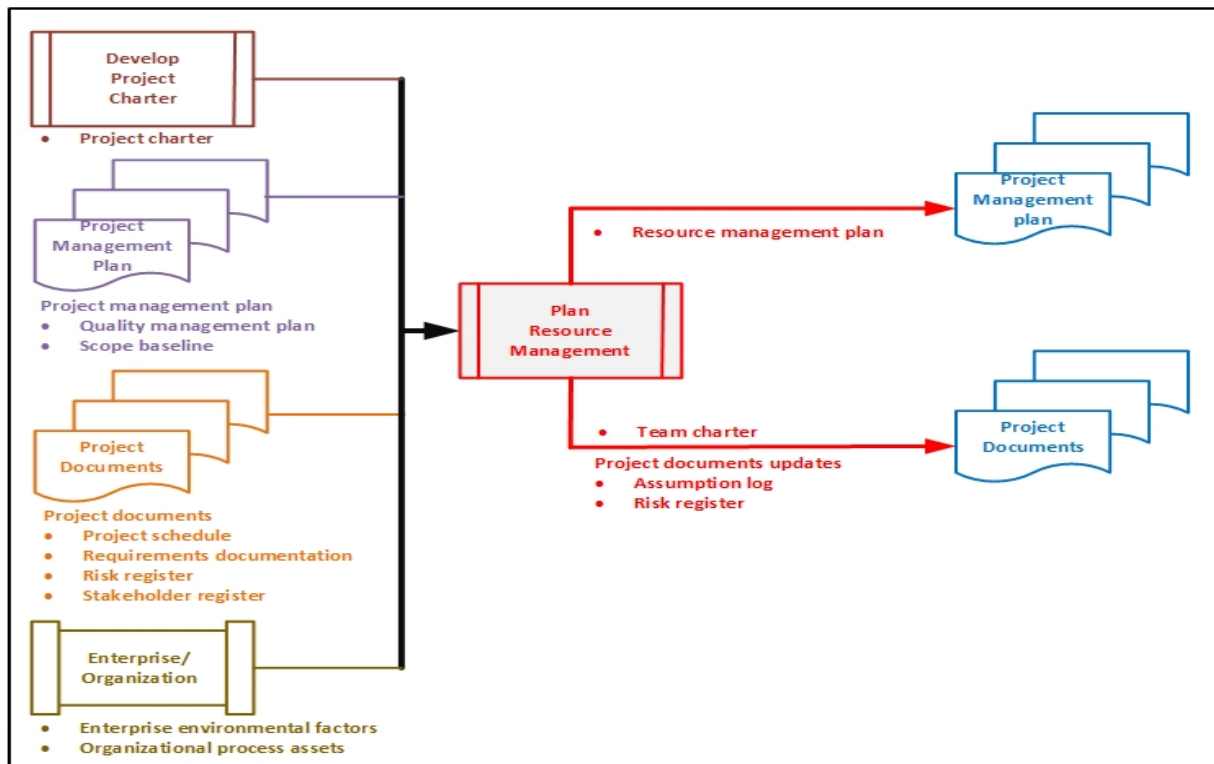 Develop
Project
Charter
• Project charter
Project
Management
Plan
Project management plan
• Quality management plan
• Scope baseline
Project
Documents
Project documents
• Project schedule
• Requirements documentation
• Risk register
• Stakeholder register
Enterprise/
Organization
• Enterprise environmental factors
• Organizational process assets
Plan
Resource
Management
• Resource management plan
• Team charter
Project documents updates
• Assumption log
• Risk register
Project
Management
plan
Project
Documents